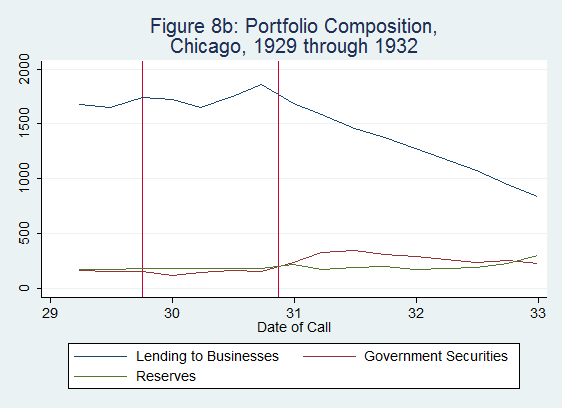 Figure 8b: Portfolio Composition,
Chicago, 1929 through 1932
2000
1500
1000
500
0
29 30 31 32 33
Date of Call
Lending to Businesses Government Securities
Reserves